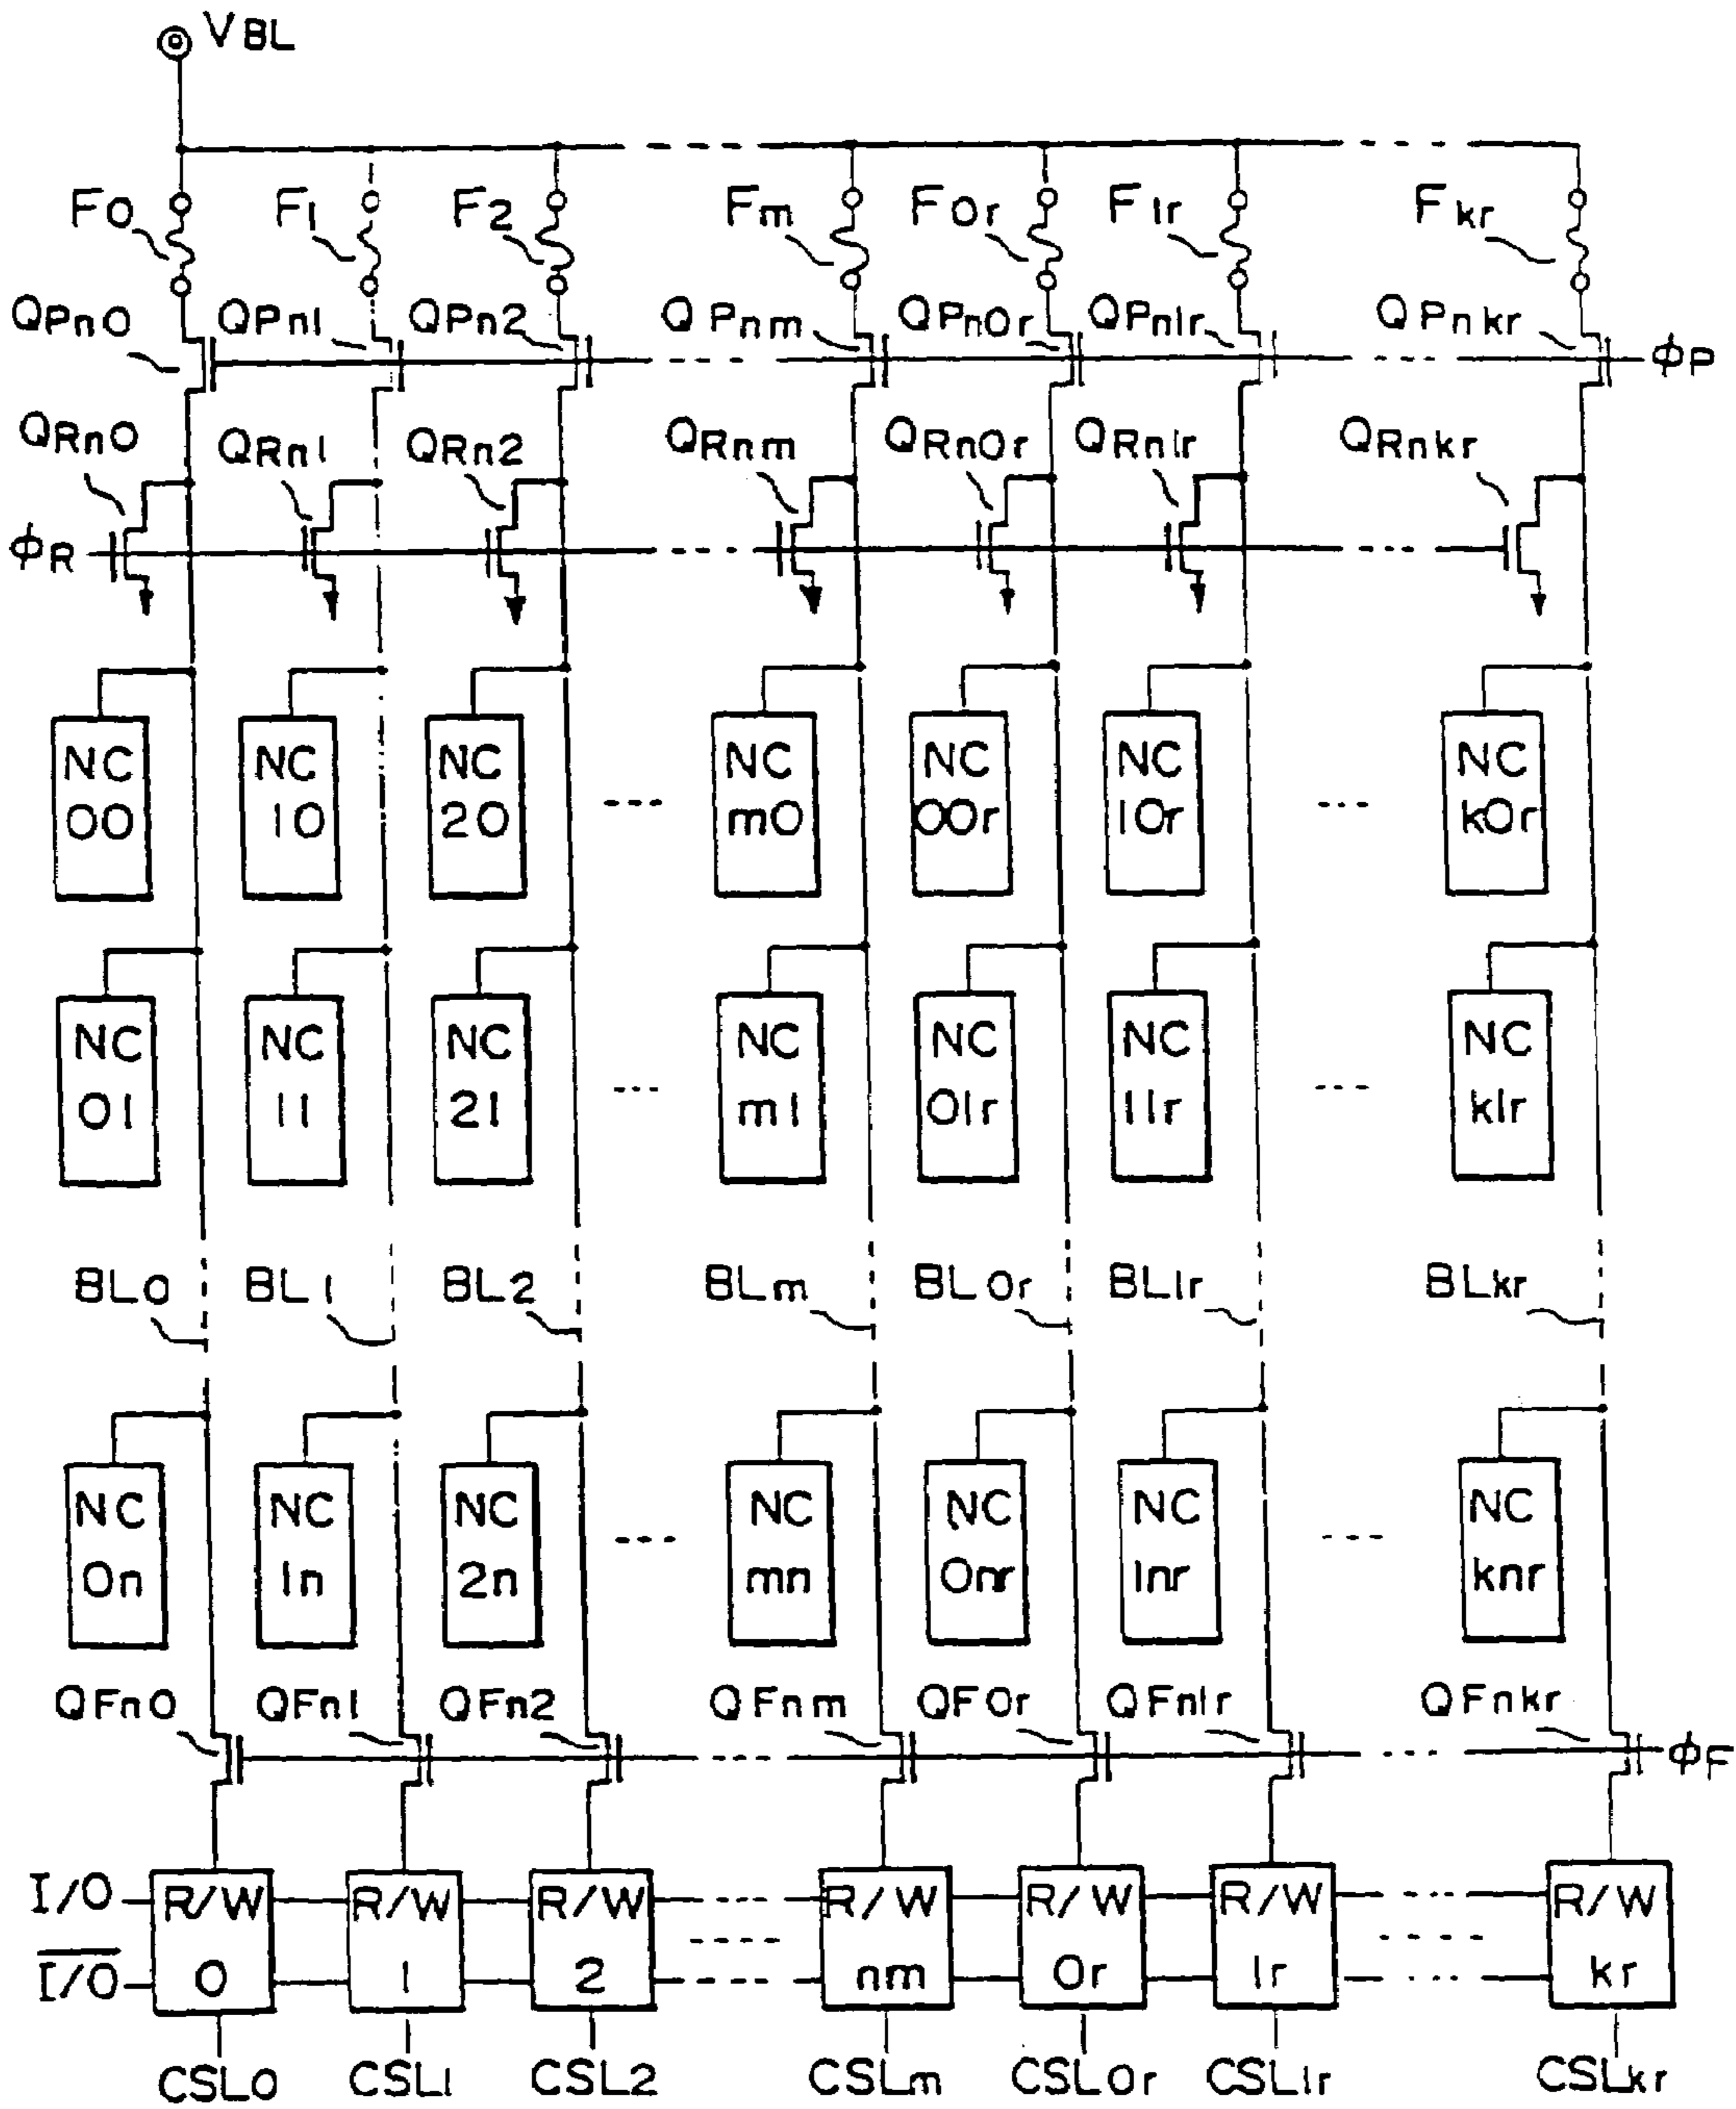 VBL
F0 F1 F2 Fm F0r F1r Fkr
QPn0 QPn1 QPn2 QPnm QPn0r QPn1r QPnkr
φP
QRn0 QRn1 QRn2 QRnm QRn0r QRn1r QRnkr
φR
NC NC NC NC NC NC NC
00 10 20 m0 00r 10r k0r
NC NC NC NC NC NC NC
01 11 21 m1 01r 11r k1r
BL0 BL1 BL2 BLm BL0r BL1r BLkr
NC NC NC NC NC NC NC
0n 1n 2n mn 0nr 1nr knr
QFn0 QFn1 QFn2 QFnm QF0r QFn1r QFnkr
φF
I/O R/W R/W R/W R/W R/W R/W R/W
I/O 0 1 2 nm 0r 1r kr
CSL0 CSL1 CSL2 CSLm CSL0r CSL1r CSLkr